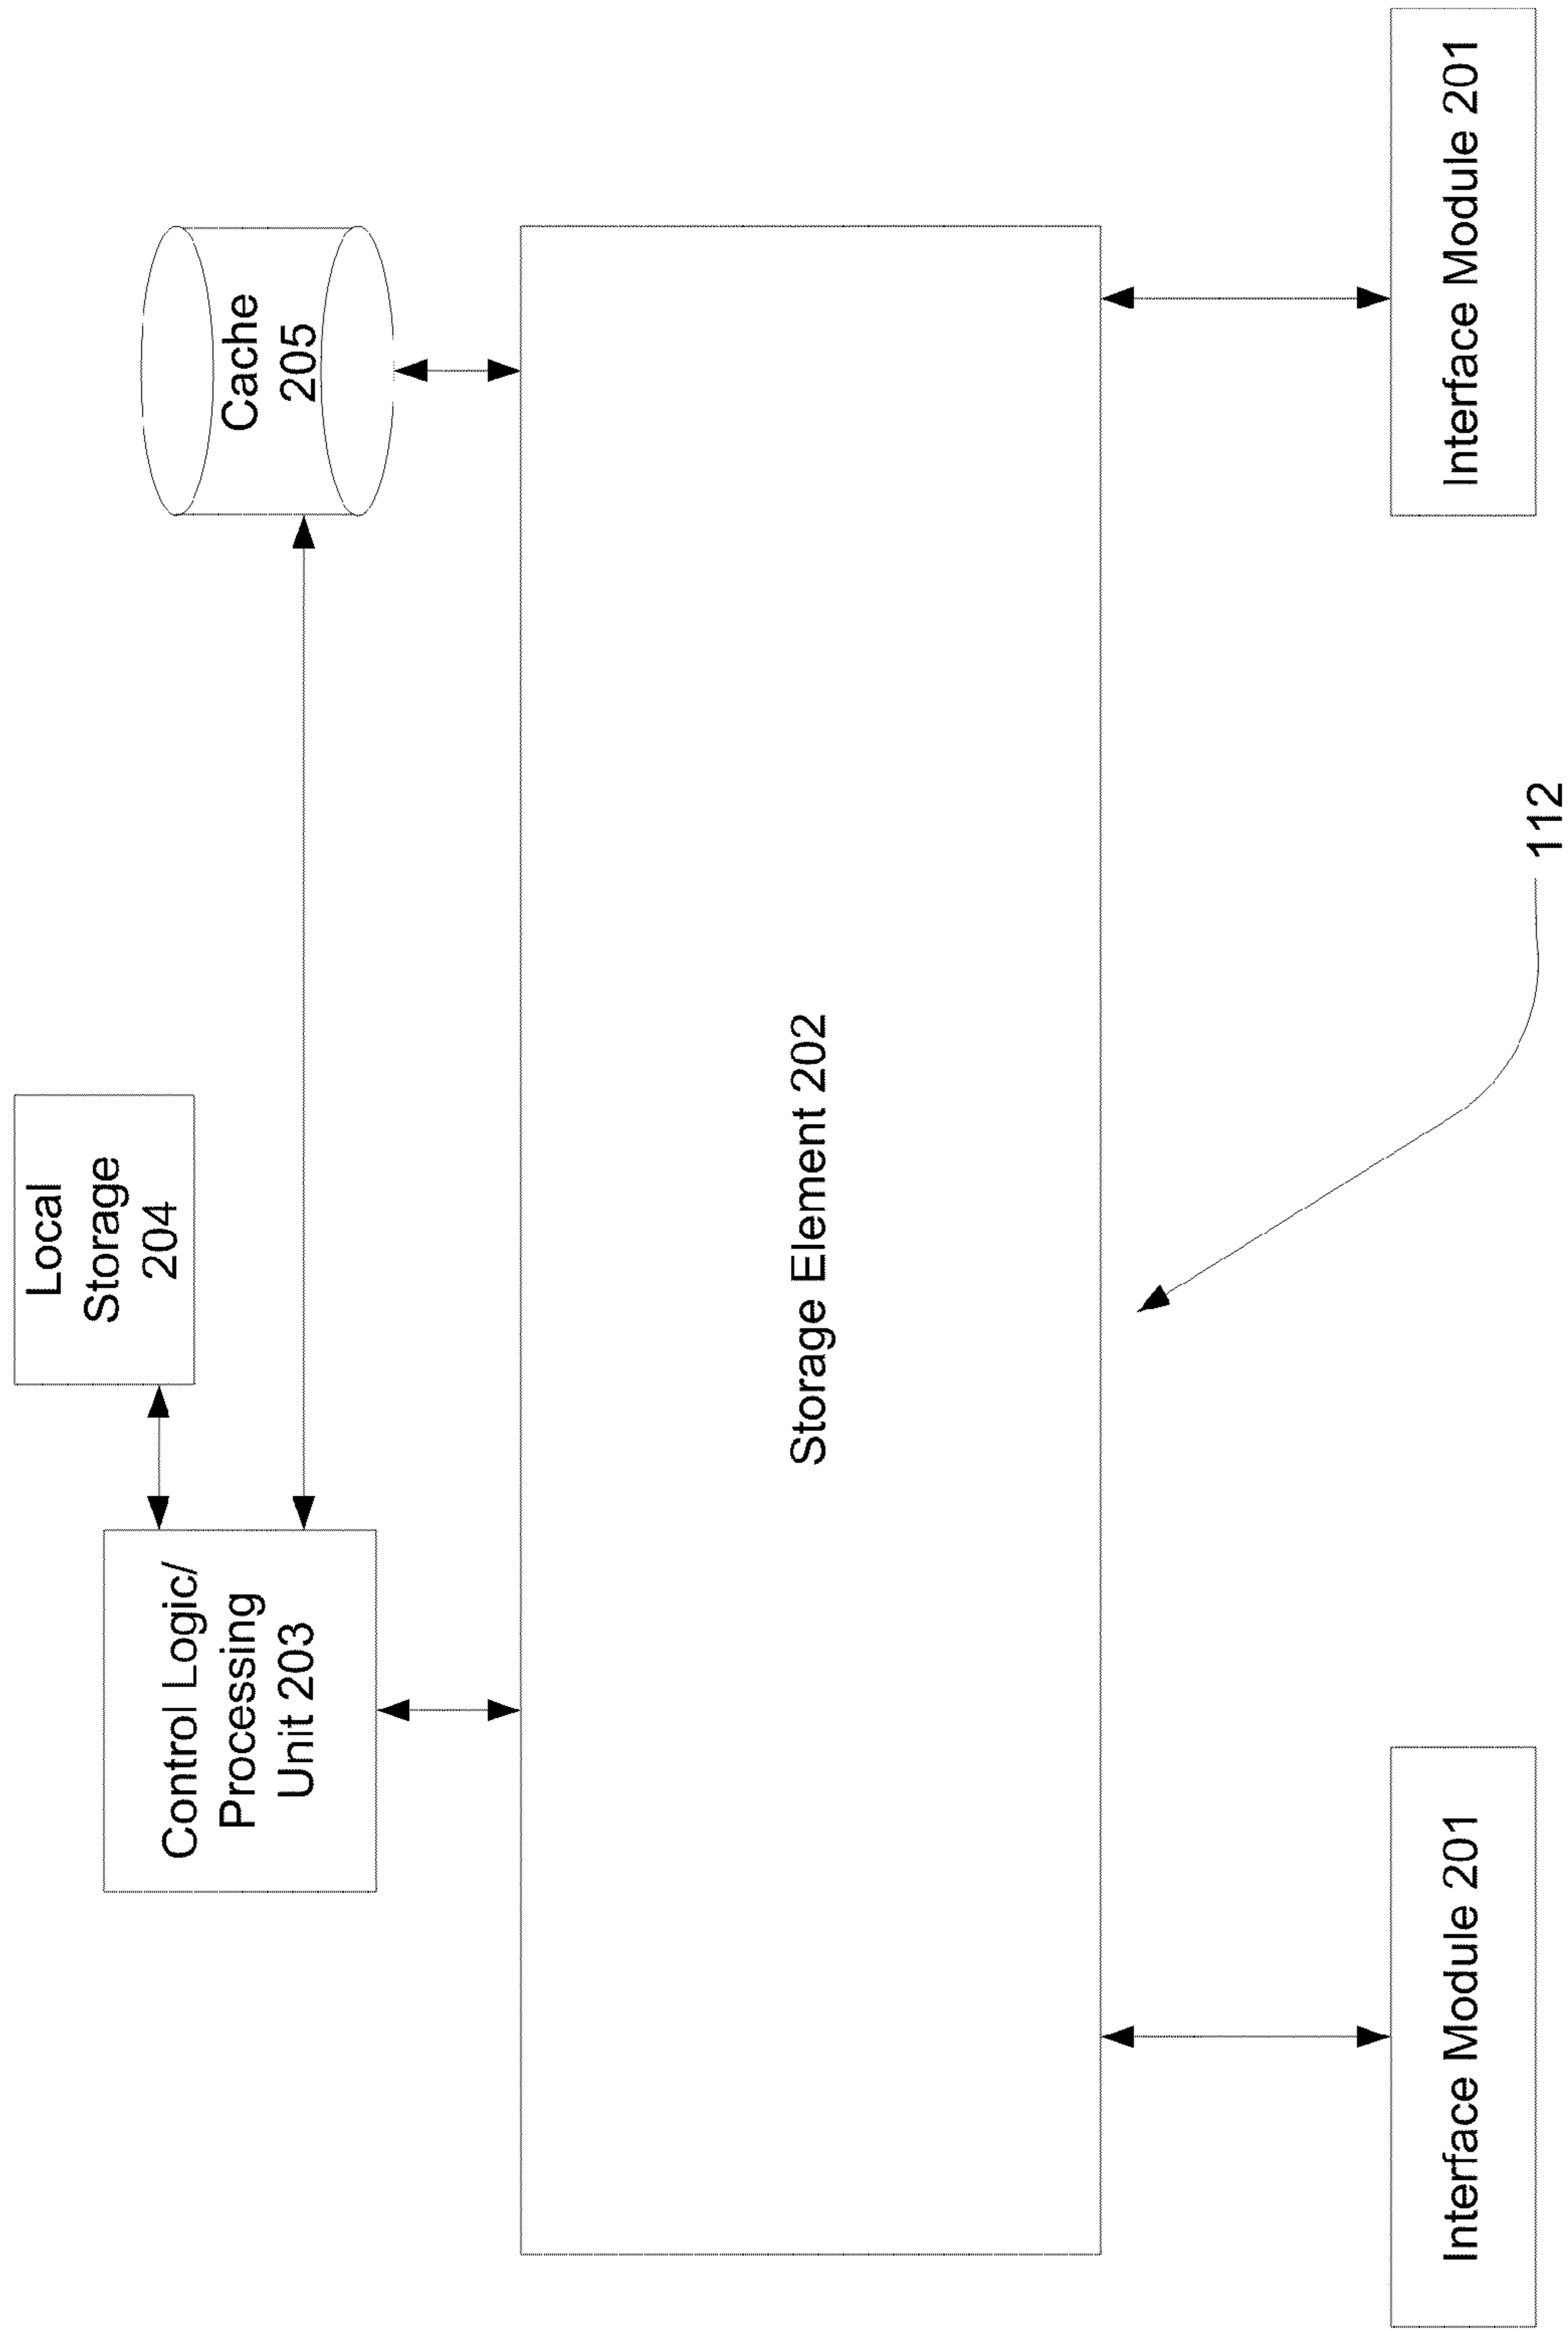 Local
Storage
204
Control Logic/
Processing
Unit 203
Cache
205
Storage Element 202
Interface Module 201
Interface Module 201
112